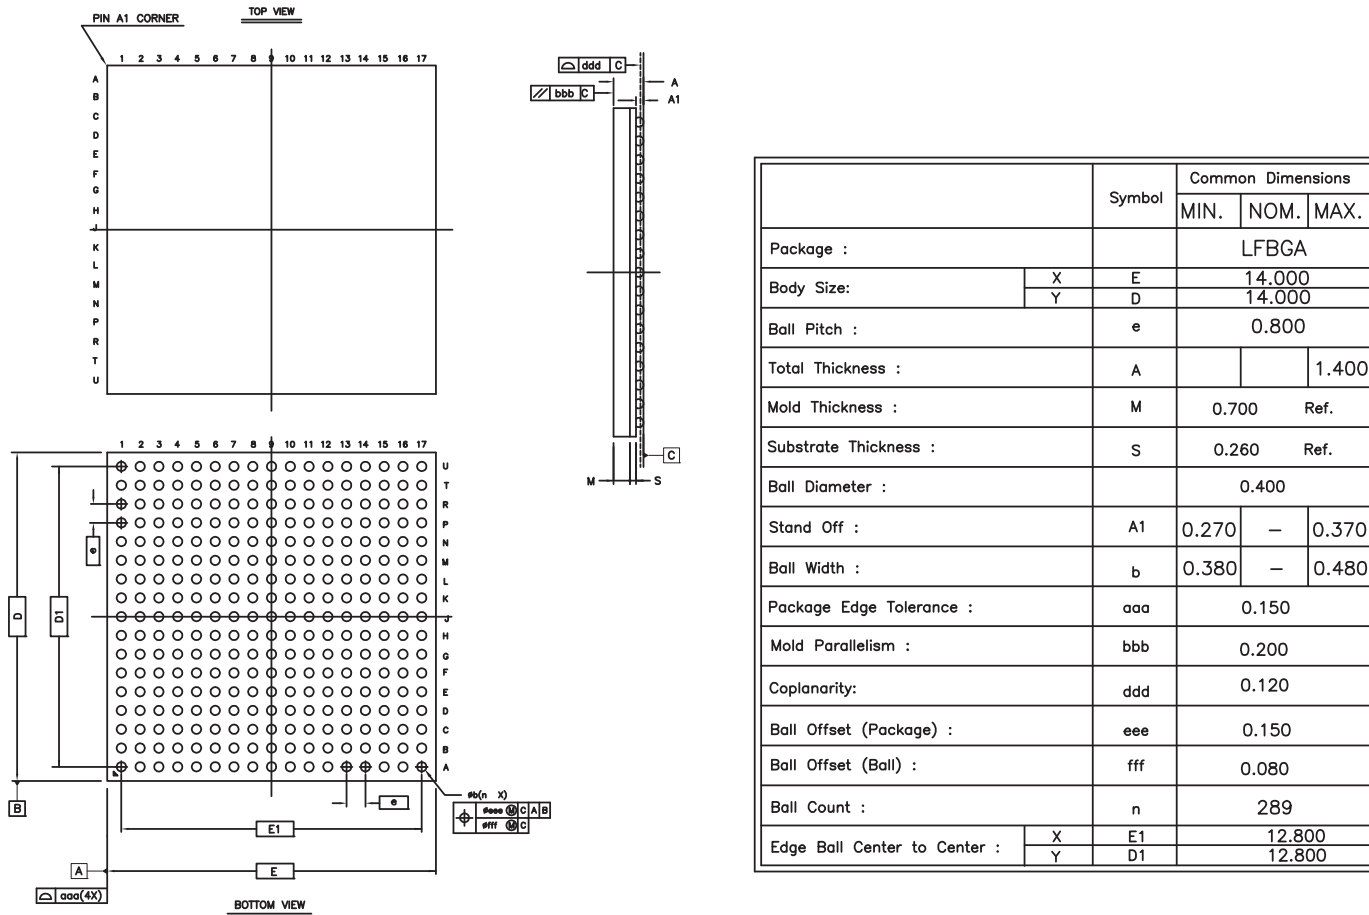 PIN A1 CORNER
TOP VIEW
1 2 3 4 5 6 7 8 9 10 11 12 13 14 15 16 17
A
B
C
D
E
F
G
H
J
K
L
M
N
P
R
T
U
ddd C
A
bbb C
A1
C
M
S
1 2 3 4 5 6 7 8 9 10 11 12 13 14 15 16 17
U
T
R
P
N
M
L
K
J
H
G
F
E
D
C
B
A
e
D
D1
B
øb(n X)
e
øeee Ⓜ C A B
øfff Ⓜ C
E1
A
E
aaa(4X)
BOTTOM VIEW
Symbol Common Dimensions
MIN. NOM. MAX.
Package : LFBGA
Body Size: X E 14.000
Y D 14.000
Ball Pitch : e 0.800
Total Thickness : A 1.400
Mold Thickness : M 0.700 Ref.
Substrate Thickness : S 0.260 Ref.
Ball Diameter : 0.400
Stand Off : A1 0.270 – 0.370
Ball Width : b 0.380 – 0.480
Package Edge Tolerance : aaa 0.150
Mold Parallelism : bbb 0.200
Coplanarity: ddd 0.120
Ball Offset (Package) : eee 0.150
Ball Offset (Ball) : fff 0.080
Ball Count : n 289
Edge Ball Center to Center : X E1 12.800
Y D1 12.800